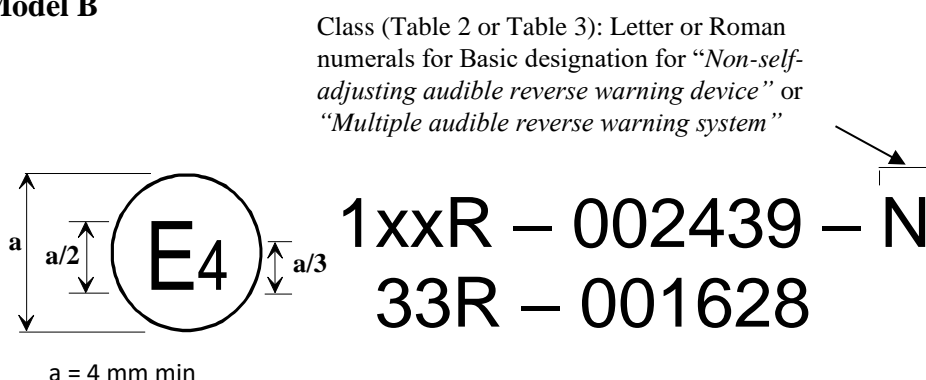 Model B
Class (Table 2 or Table 3): Letter or Roman
numerals for Basic designation for “Non-self-
adjusting audible reverse warning device” or
“Multiple audible reverse warning system”
a
a/2
E4
a/3
1xxR – 002439 – N
33R – 001628
a = 4 mm min